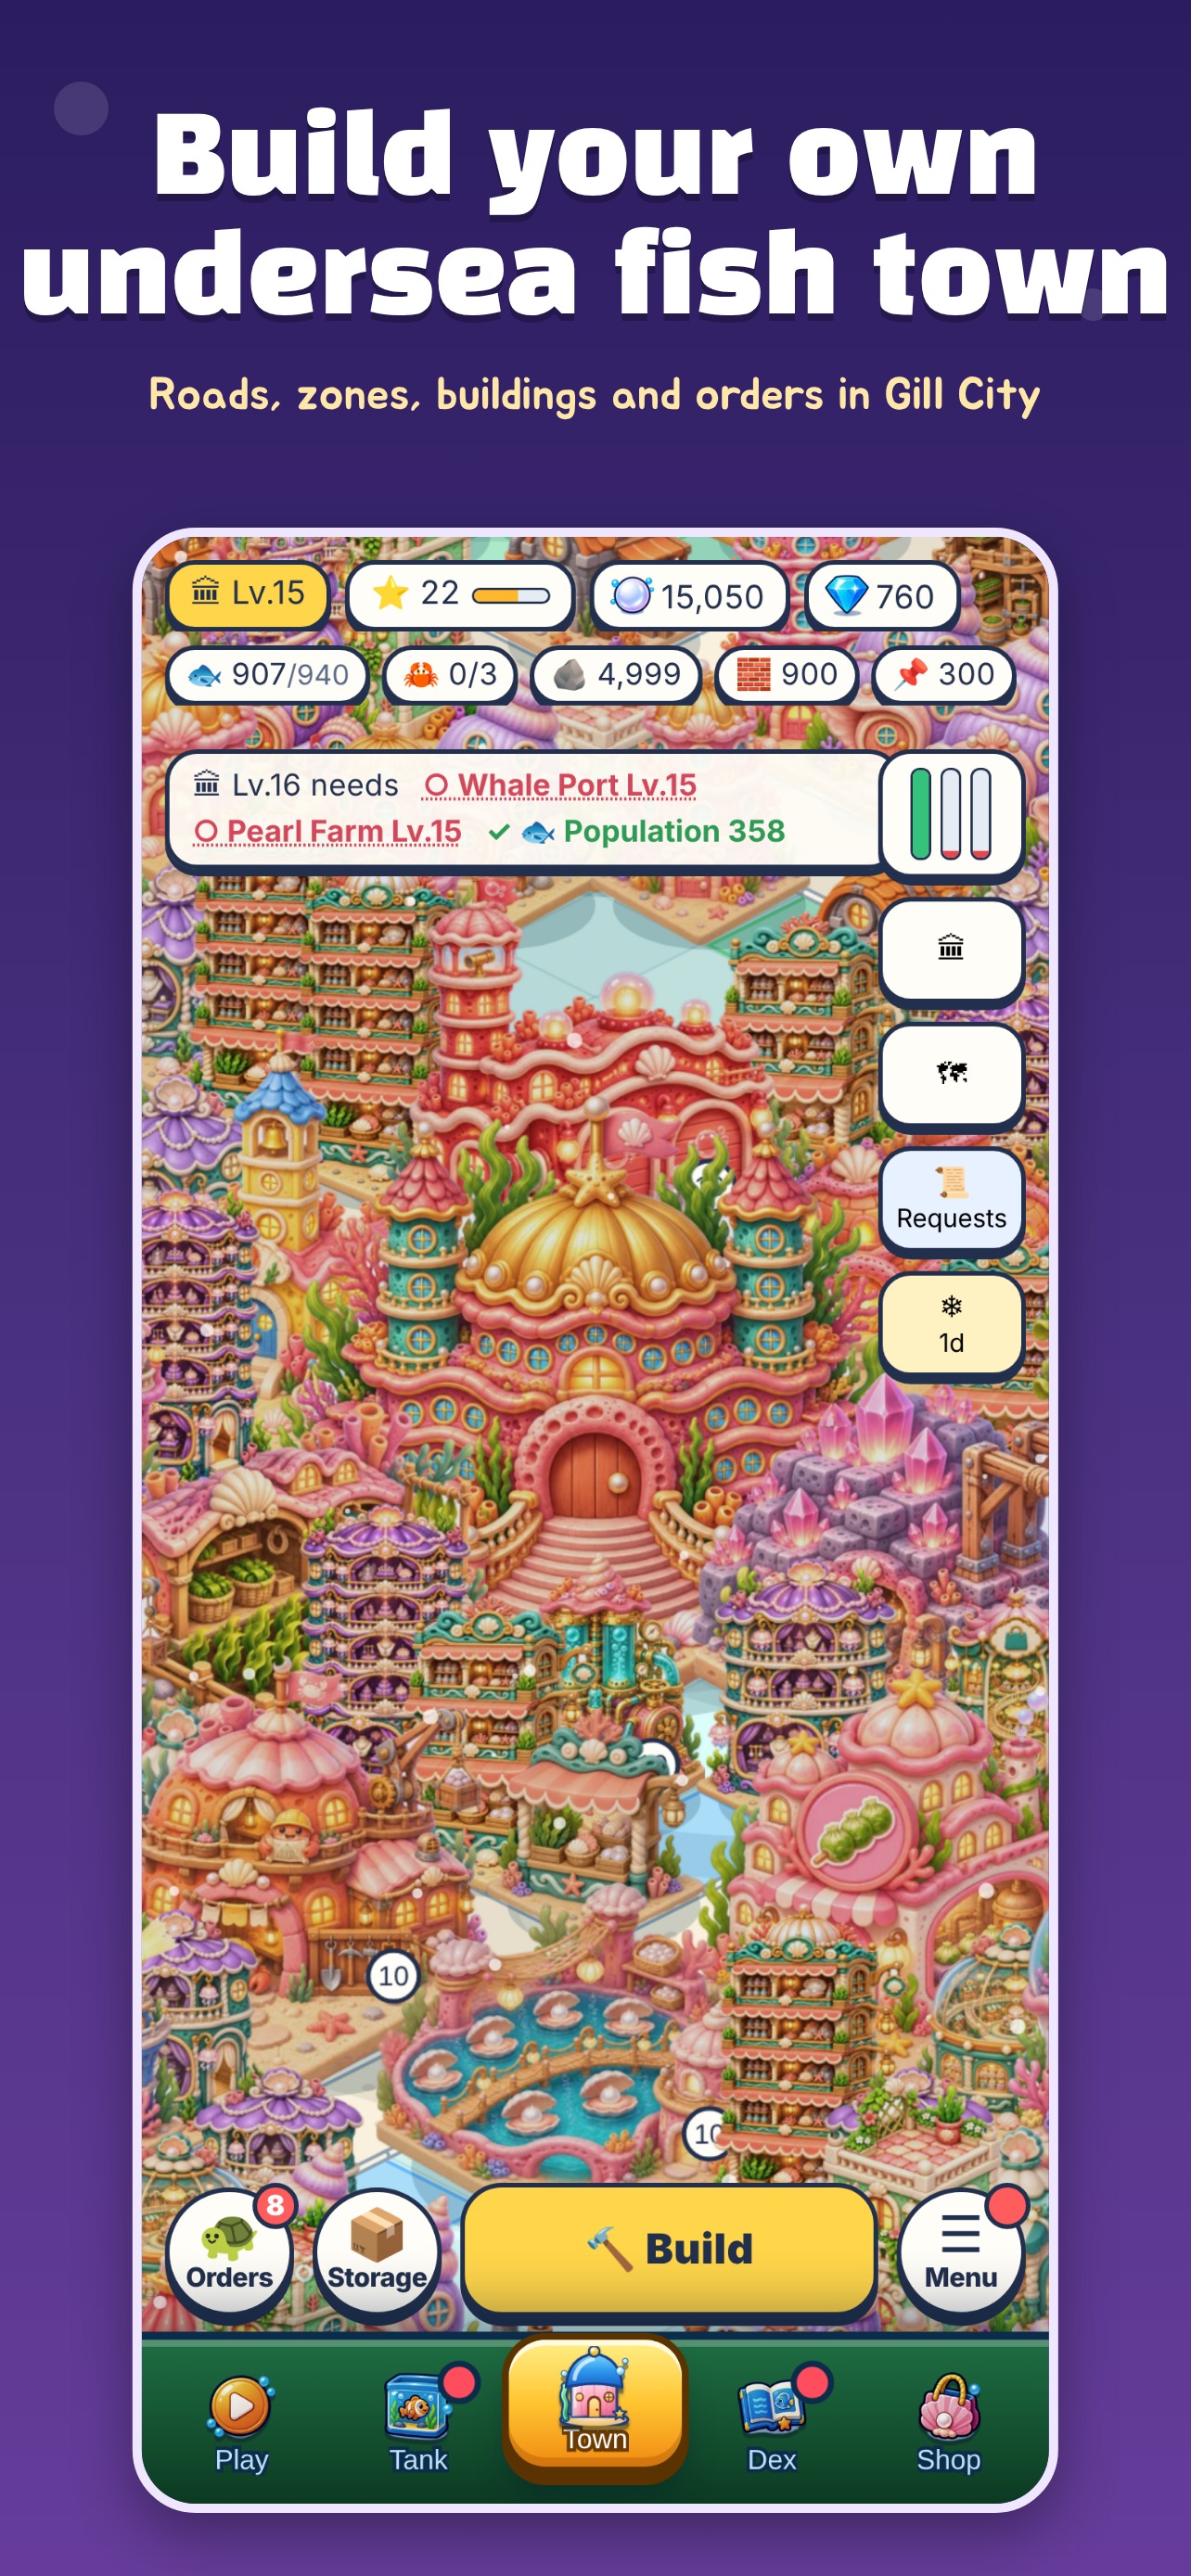 Build your own
undersea fish town
Roads, zones, buildings and orders in Gill City
Lv.15
22
15,050
760
907/940
0/3
4,999
900
300
Lv.16 needs Whale Port Lv.15
Pearl Farm Lv.15 ✓ Population 358
Requests
1d
10
10
8
Orders
Storage
Build
Menu
Play
Tank
Town
Dex
Shop